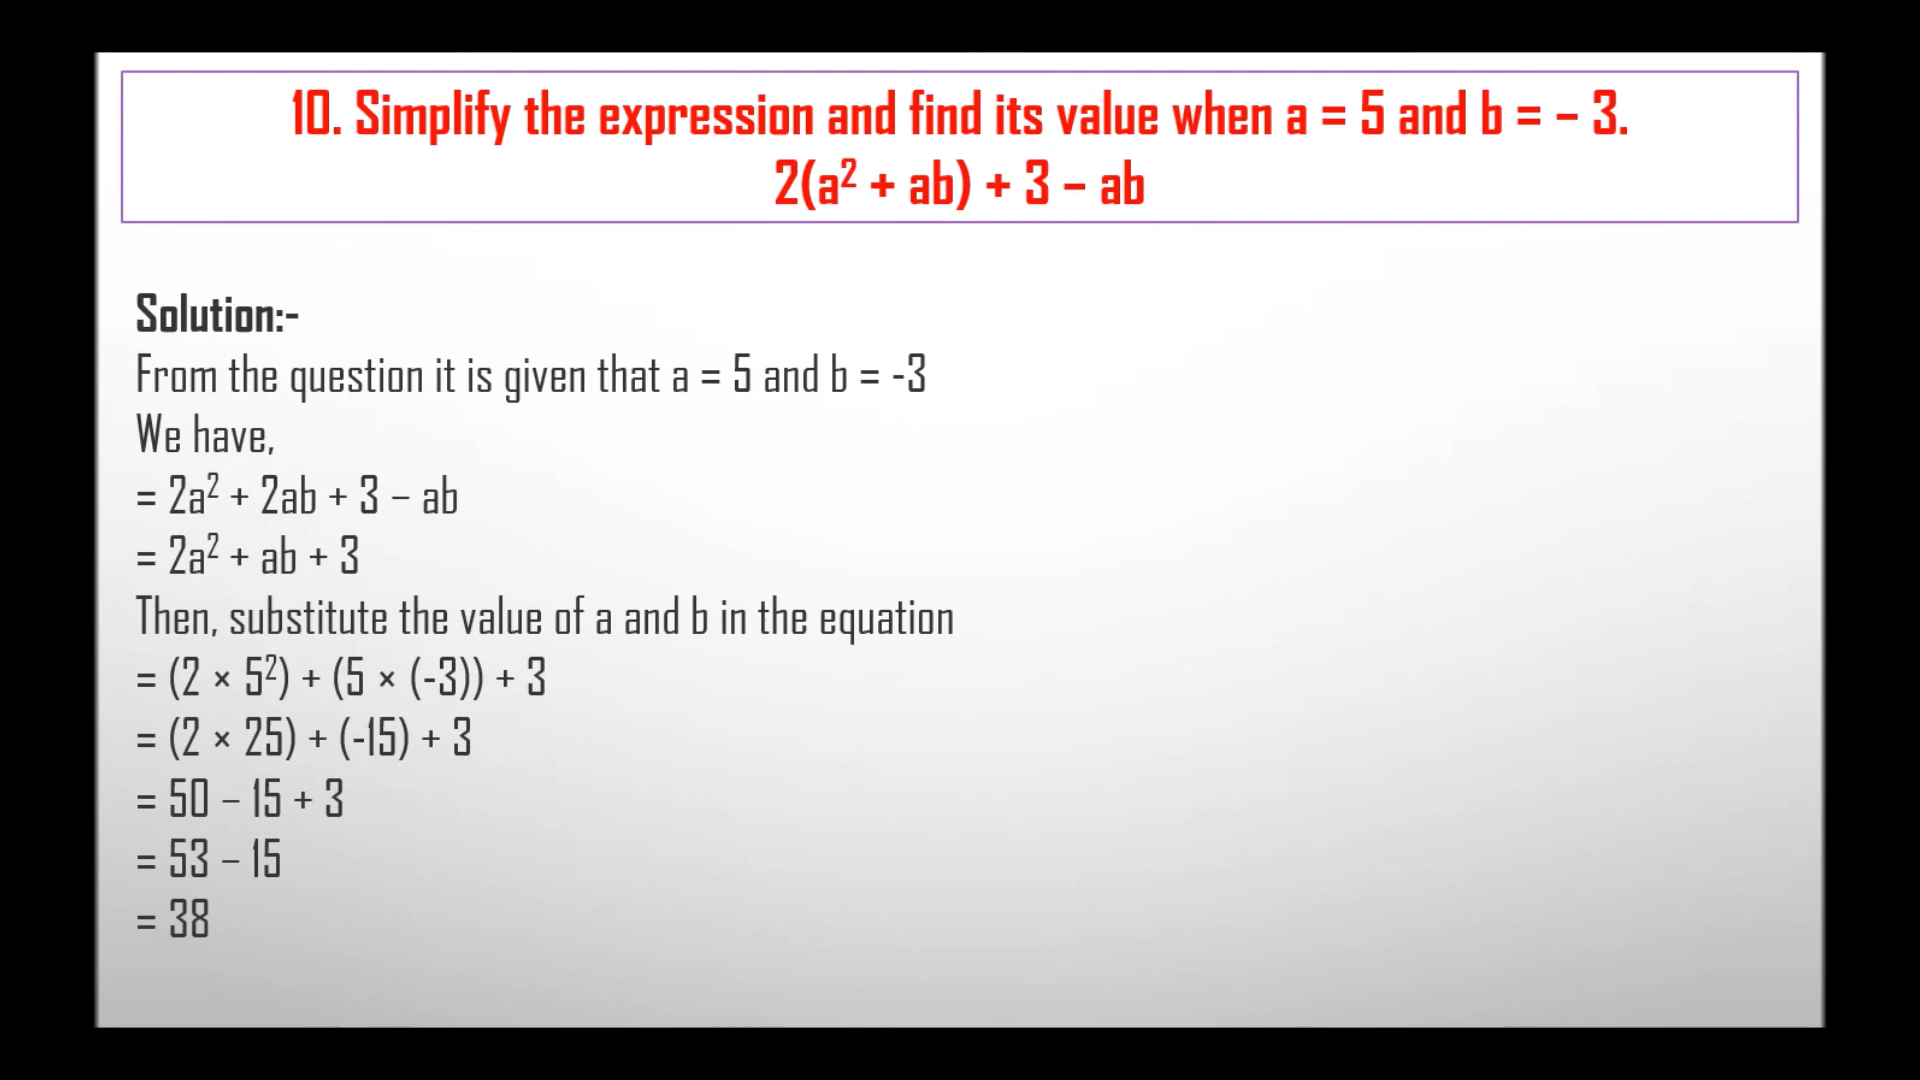 10. Simplify the expression and find its value when a = 5 and b = – 3.
2(a² + ab) + 3 – ab
Solution:-
From the question it is given that a = 5 and b = -3
We have,
= 2a² + 2ab + 3 – ab
= 2a² + ab + 3
Then, substitute the value of a and b in the equation
= (2 × 5²) + (5 × (-3)) + 3
= (2 × 25) + (-15) + 3
= 50 – 15 + 3
= 53 – 15
= 38